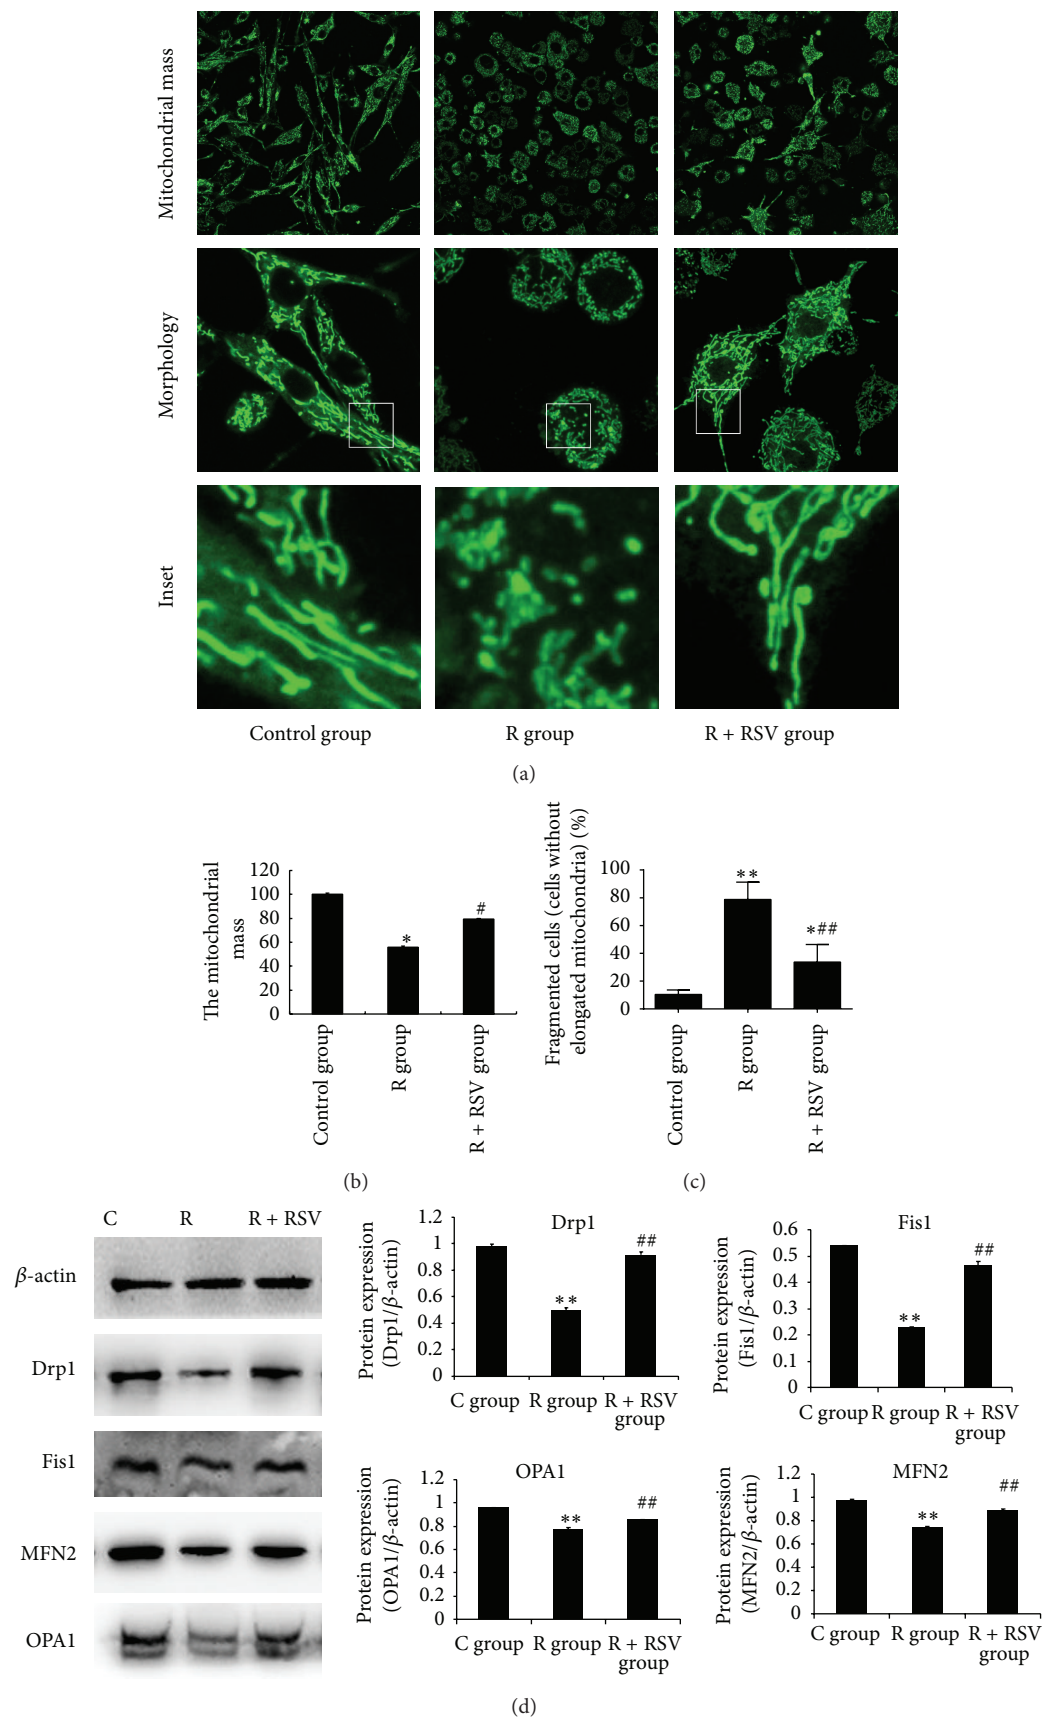 Mitochondrial mass
Morphology
Inset
Control group
R group
R + RSV group
(a)
The mitochondrial
mass
120
100
80
60
40
20
0
*
#
Control group
R group
R + RSV group
(b)
Fragmented cells (cells without
elongated mitochondria) (%)
100
80
60
40
20
0
**
*##
Control group
R group
R + RSV group
(c)
C
R
R + RSV
β-actin
Drp1
Fis1
MFN2
OPA1
Drp1
Protein expression
(Drp1/β-actin)
1.2
1
0.8
0.6
0.4
0.2
0
**
##
C group
R group
R + RSV
group
Fis1
Protein expression
(Fis1/β-actin)
0.6
0.5
0.4
0.3
0.2
0.1
0
**
##
C group
R group
R + RSV
group
OPA1
Protein expression
(OPA1/β-actin)
1.2
1
0.8
0.6
0.4
0.2
0
**
##
C group
R group
R + RSV
group
MFN2
Protein expression
(MFN2/β-actin)
1.2
1
0.8
0.6
0.4
0.2
0
**
##
C group
R group
R + RSV
group
(d)